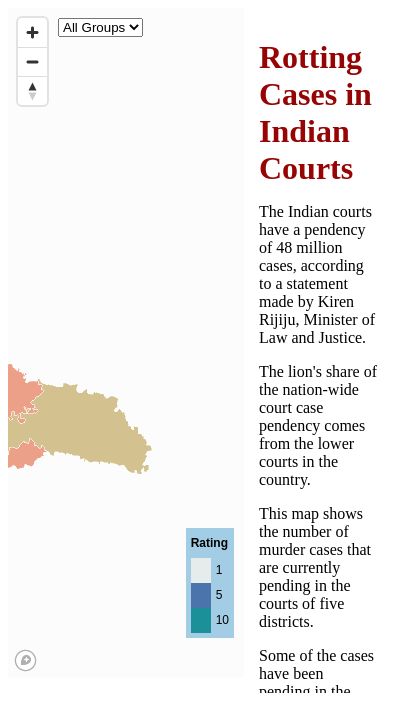 All Groups
Rotting
Cases in
Indian
Courts
The Indian courts
have a pendency
of 48 million
cases, according
to a statement
made by Kiren
Rijiju, Minister of
Law and Justice.
The lion's share of
the nation-wide
court case
pendency comes
from the lower
courts in the
country.
This map shows
the number of
murder cases that
are currently
pending in the
courts of five
districts.
Some of the cases
have been
pending in the
Rating
1
5
10